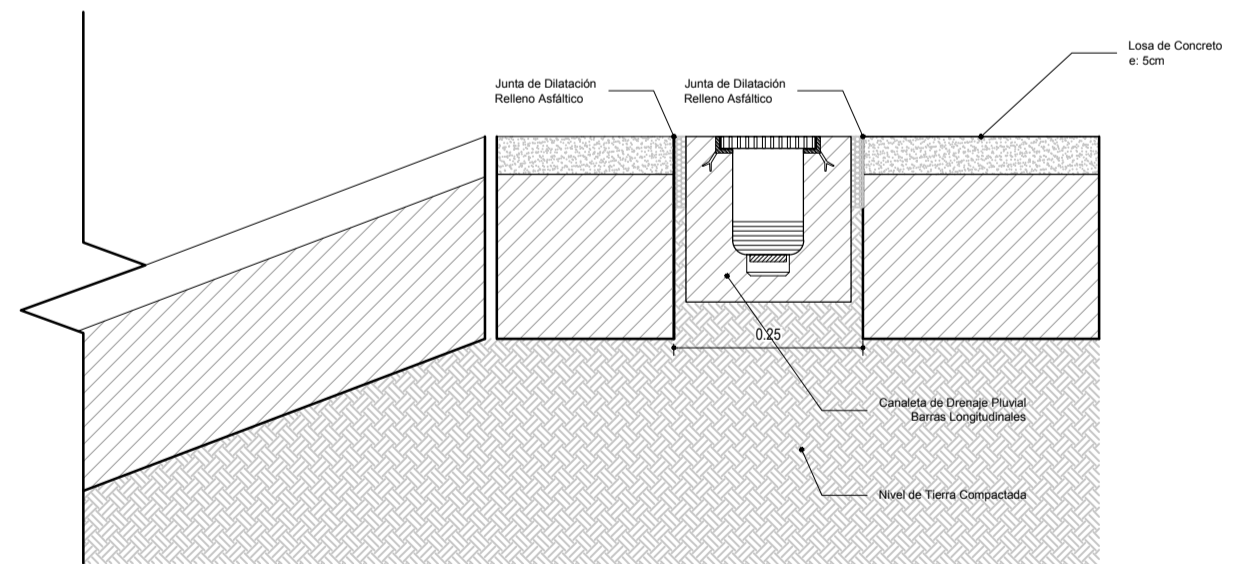 Losa de Concreto
e: 5cm
Junta de Dilatación
Relleno Asfáltico
Junta de Dilatación
Relleno Asfáltico
0.25
Canaleta de Drenaje Pluvial
Barras Longitudinales
Nivel de Tierra Compactada